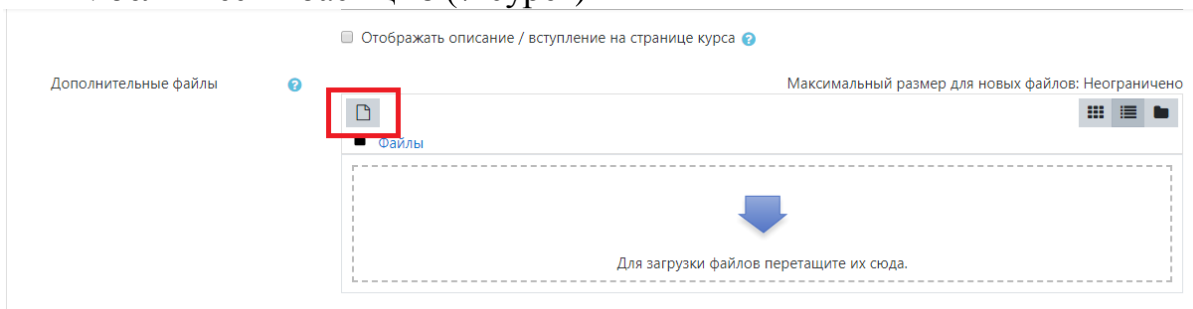 Отображать описание / вступление на странице курса
Дополнительные файлы
Максимальный размер для новых файлов: Неограничено
Файлы
Для загрузки файлов перетащите их сюда.